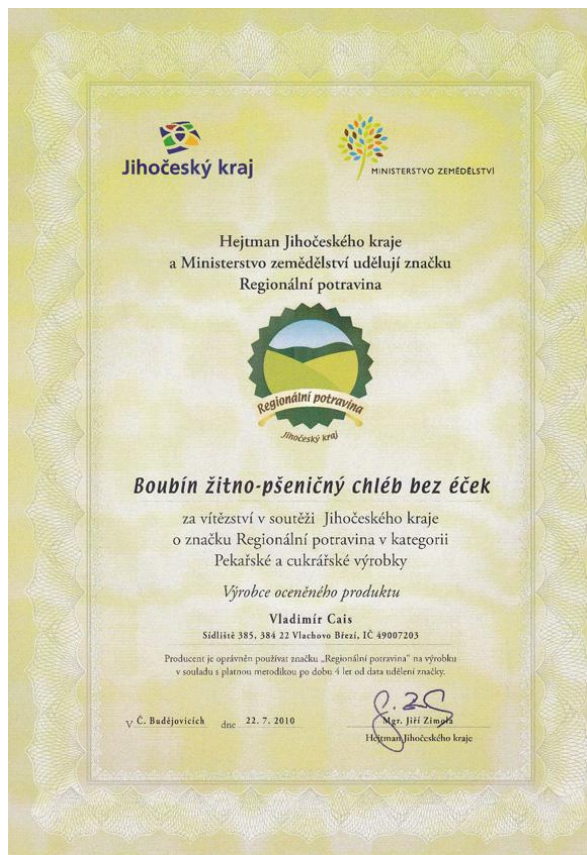 Jihočeský kraj
MINISTERSTVO ZEMĚDĚLSTVÍ
Hejtman Jihočeského kraje
a Ministerstvo zemědělství udělují značku
Regionální potravina
Regionální potravina
Jihočeský kraj
Boubín žitno-pšeničný chléb bez éček
za vítězství v soutěži Jihočeského kraje
o značku Regionální potravina v kategorii
Pekařské a cukrářské výrobky
Výrobce oceněného produktu
Vladimír Cais
Sídliště 385, 384 22 Vlachovo Březí, IČ 49007203
Producent je oprávněn používat značku „Regionální potravina" na výrobku
v souladu s platnou metodikou po dobu 4 let od data udělení značky.
V Č. Budějovicích dne 22. 7. 2010
Mgr. Jiří Zimola
Hejtman Jihočeského kraje